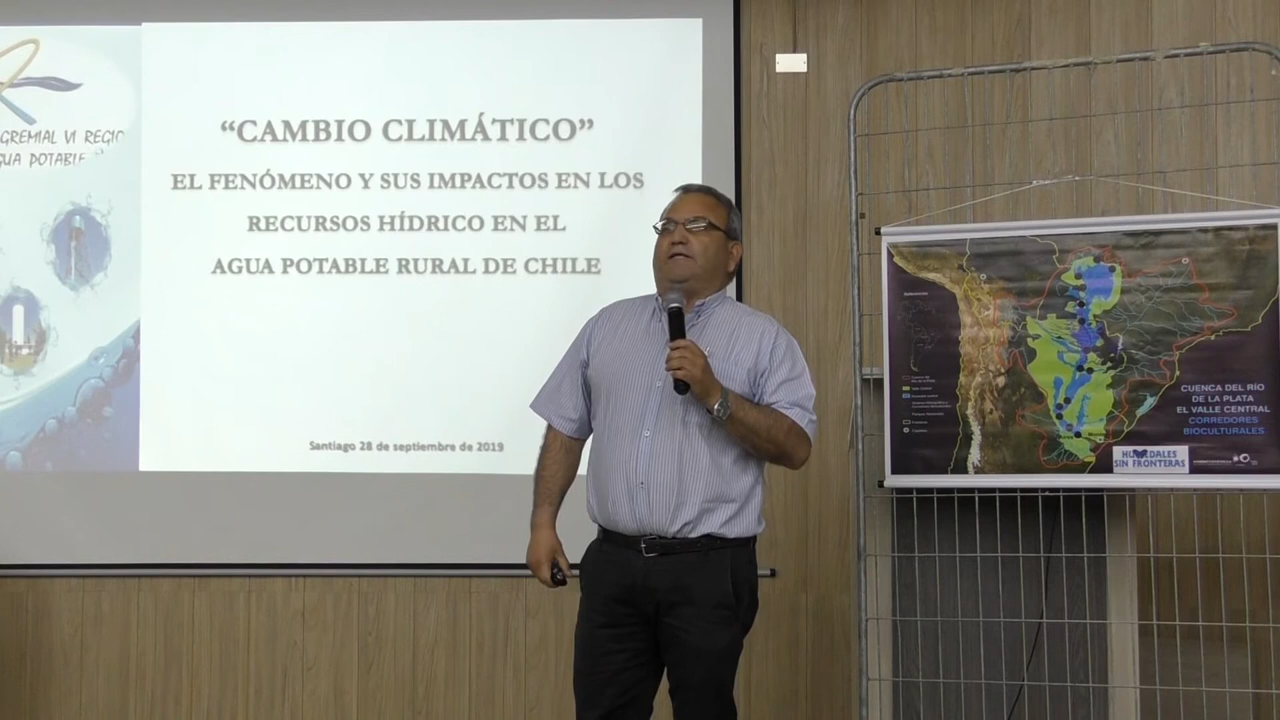 GREMIAL VI REGIO
GUA POTABLE
“CAMBIO CLIMÁTICO”
EL FENÓMENO Y SUS IMPACTOS EN LOS
RECURSOS HÍDRICO EN EL
AGUA POTABLE RURAL DE CHILE
Santiago 28 de septiembre de 2019
CUENCA DEL RÍO
DE LA PLATA
EL VALLE CENTRAL
CORREDORES
BIOCULTURALES
HUMEDALES
SIN FRONTERAS